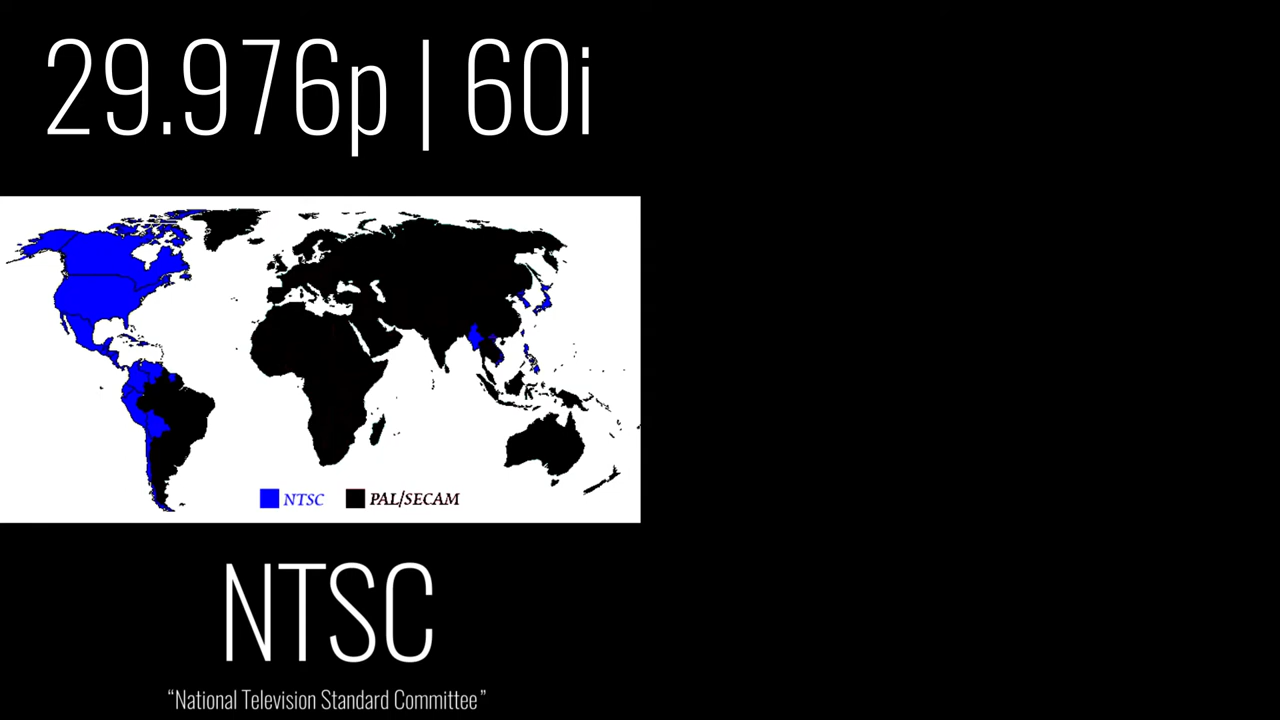 29.976p | 60i
NTSC PAL/SECAM
NTSC
“National Television Standard Committee”